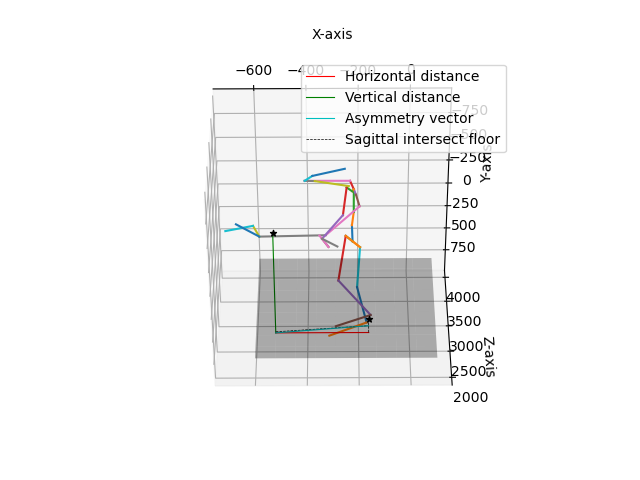 X-axis
−600 −400 −200 0
Horizontal distance
Vertical distance
Asymmetry vector
Sagittal intersect floor
−750
−500
−250
0
250
500
750
Y-axis
4000
3500
3000
2500
2000
Z-axis